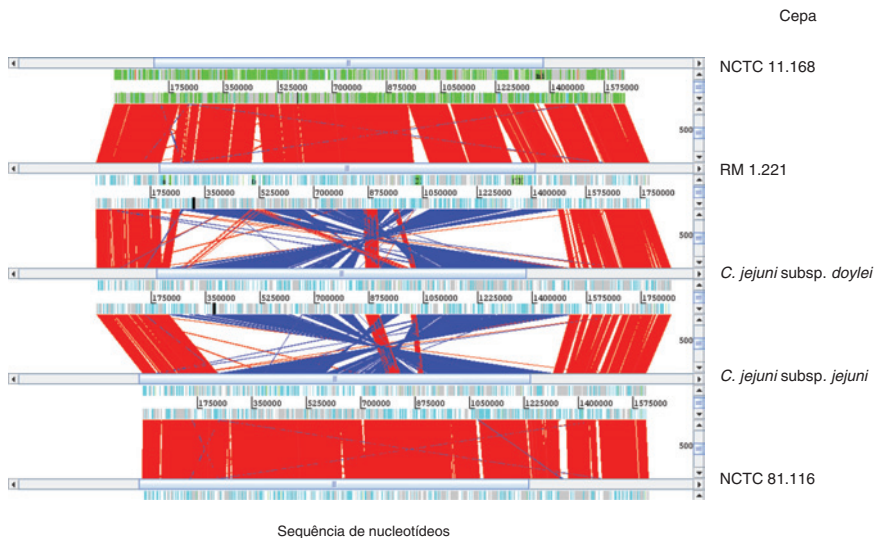 Cepa
NCTC 11.168
175000 350000 525000 700000 875000 1050000 1225000 1400000 1575000
500
RM 1.221
175000 350000 525000 700000 875000 1050000 1225000 1400000 1575000 1750000
500
C. jejuni subsp. doylei
175000 350000 525000 700000 875000 1050000 1225000 1400000 1575000 1750000
500
C. jejuni subsp. jejuni
175000 350000 525000 700000 875000 1050000 1225000 1400000 1575000
500
NCTC 81.116
Sequência de nucleotídeos